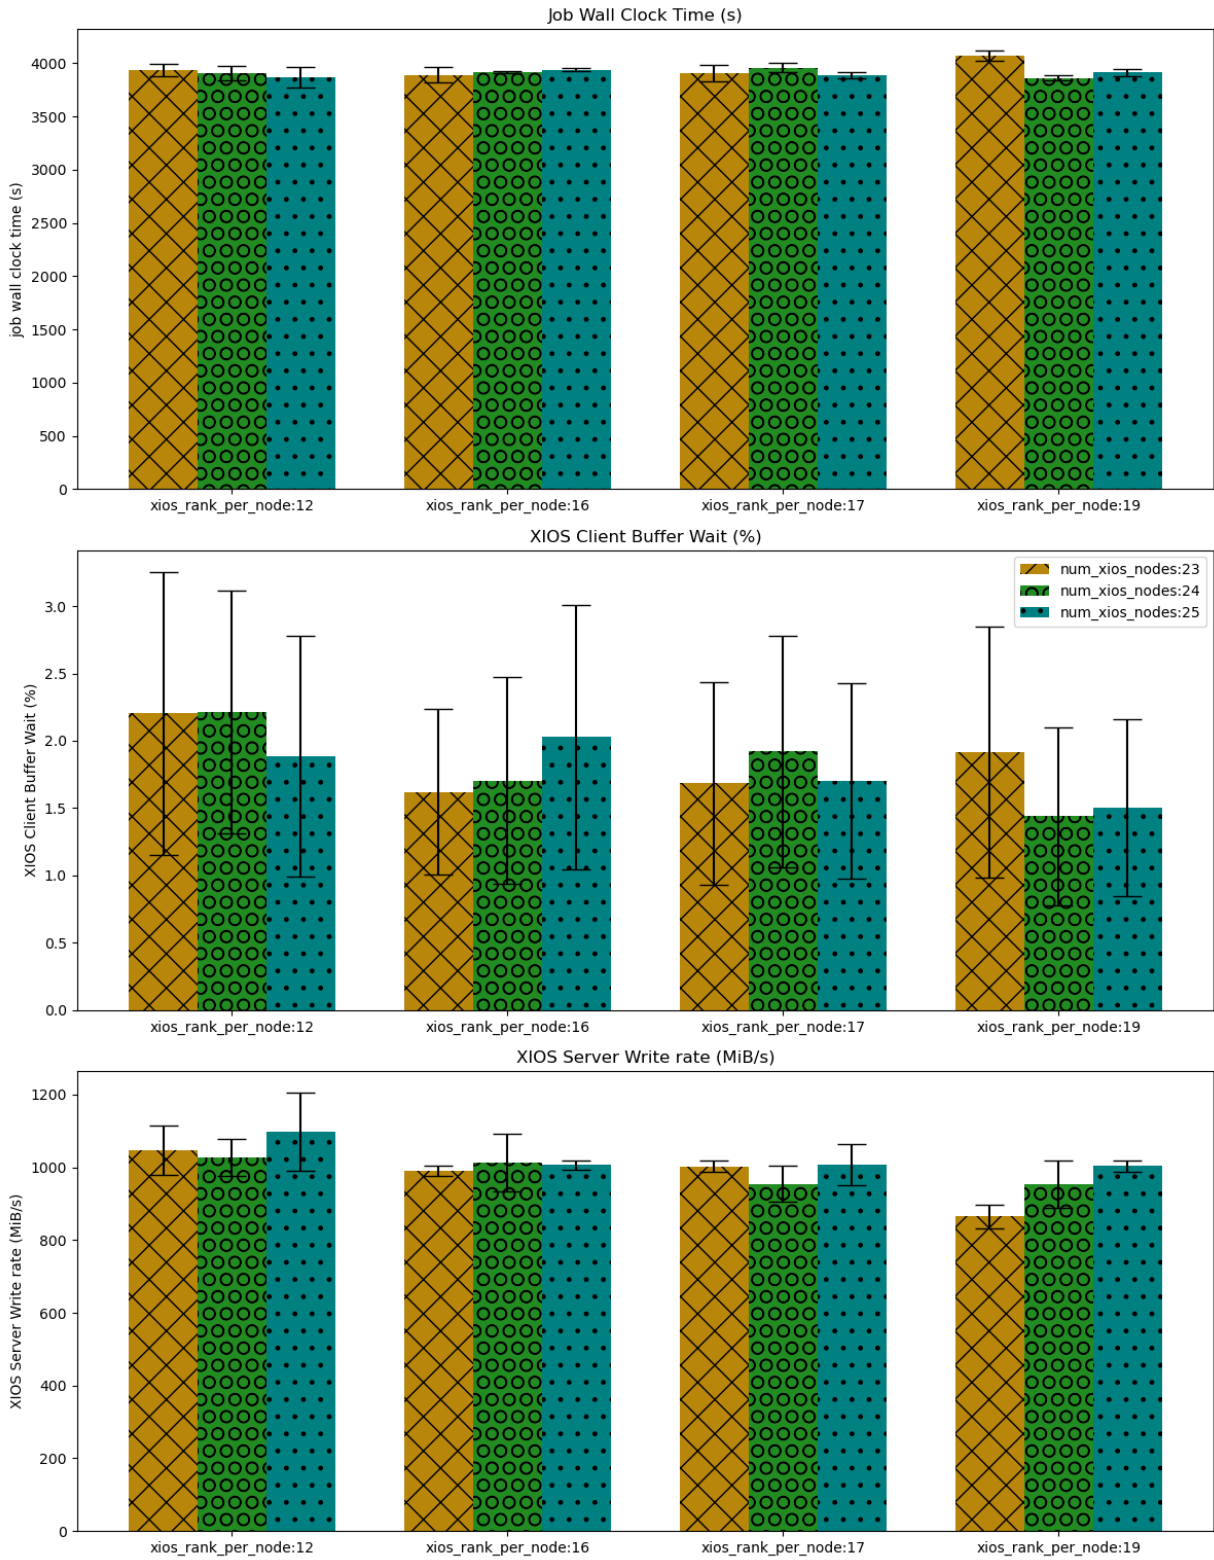 Job Wall Clock Time (s)
job wall clock time (s)
4000
3500
3000
2500
2000
1500
1000
500
0
xios_rank_per_node:12
xios_rank_per_node:16
xios_rank_per_node:17
xios_rank_per_node:19
XIOS Client Buffer Wait (%)
XIOS Client Buffer Wait (%)
3.0
2.5
2.0
1.5
1.0
0.5
0.0
num_xios_nodes:23
num_xios_nodes:24
num_xios_nodes:25
xios_rank_per_node:12
xios_rank_per_node:16
xios_rank_per_node:17
xios_rank_per_node:19
XIOS Server Write rate (MiB/s)
XIOS Server Write rate (MiB/s)
1200
1000
800
600
400
200
0
xios_rank_per_node:12
xios_rank_per_node:16
xios_rank_per_node:17
xios_rank_per_node:19